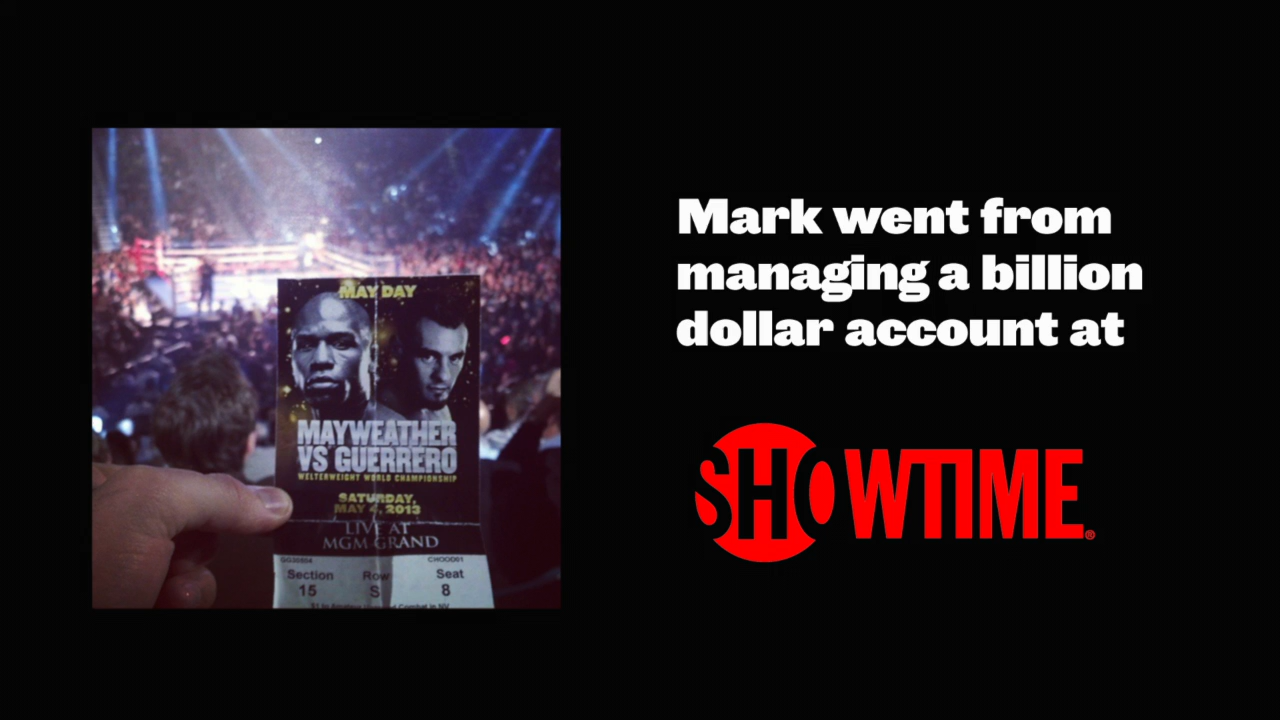 MAY DAY
MAYWEATHER
VS GUERRERO
WELTERWEIGHT WORLD CHAMPIONSHIP
SATURDAY,
MAY 4, 2013
LIVE AT
MGM GRAND
Section Row Seat
15 S 8
Mark went from
managing a billion
dollar account at
SHOWTIME®